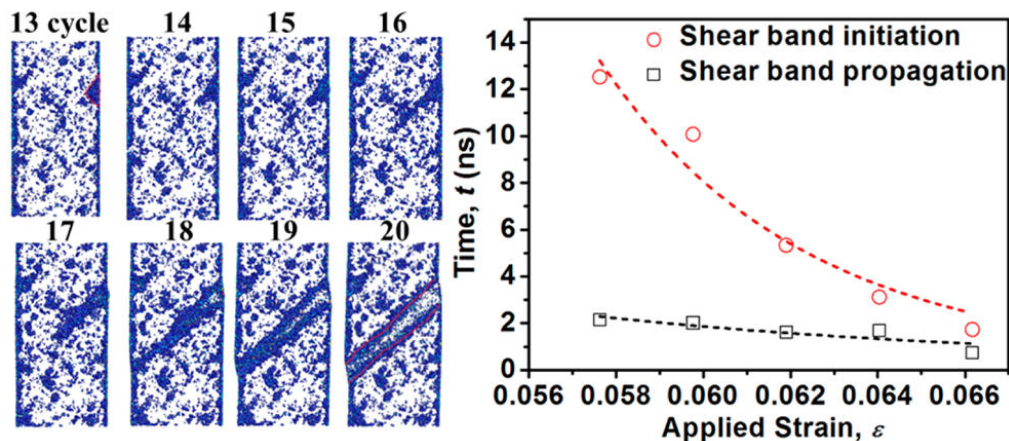 13 cycle 14 15 16
17 18 19 20
Shear band initiation
Shear band propagation
Time, t (ns)
14
12
10
8
6
4
2
0
0.056 0.058 0.060 0.062 0.064 0.066
Applied Strain, ε